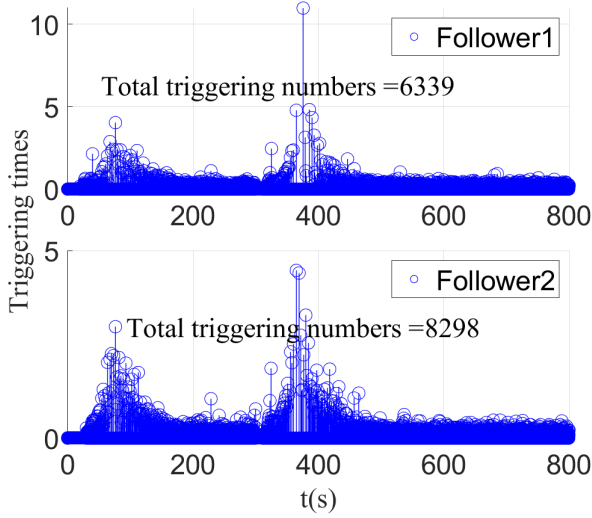 10
Follower1
Total triggering numbers =6339
5
0
0 200 400 600 800
Triggering times
5
Follower2
Total triggering numbers =8298
0
0 200 400 600 800
t(s)